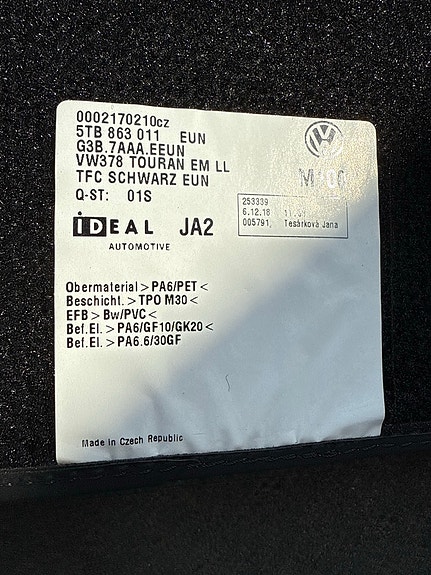 0002170210cz
5TB 863 011 EUN
G3B.7AAA.EEUN
VW378 TOURAN EM LL
TFC SCHWARZ EUN
Q-ST: 01S
253339
6.12.18
005791, Tesárková Jana
iDEAL JA2
AUTOMOTIVE
Obermaterial > PA6/PET <
Beschicht. > TPO M30 <
EFB > Bw/PVC <
Bef.El. > PA6/GF10/GK20 <
Bef.El. > PA6.6/30GF
Made in Czech Republic